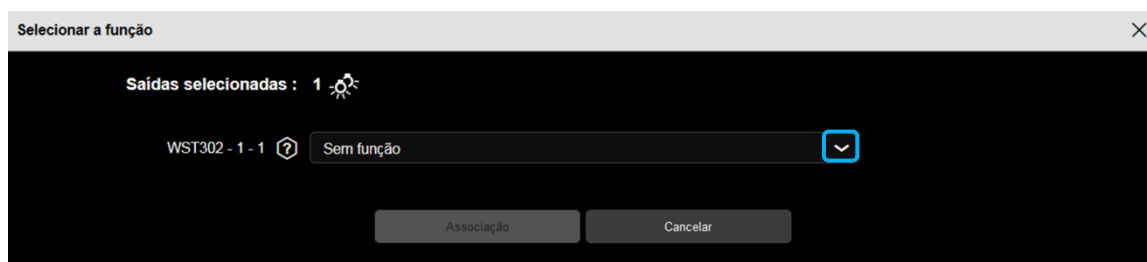 Selecionar a função
Saídas selecionadas : 1
WST302 - 1 - 1 ? Sem função
Associação Cancelar